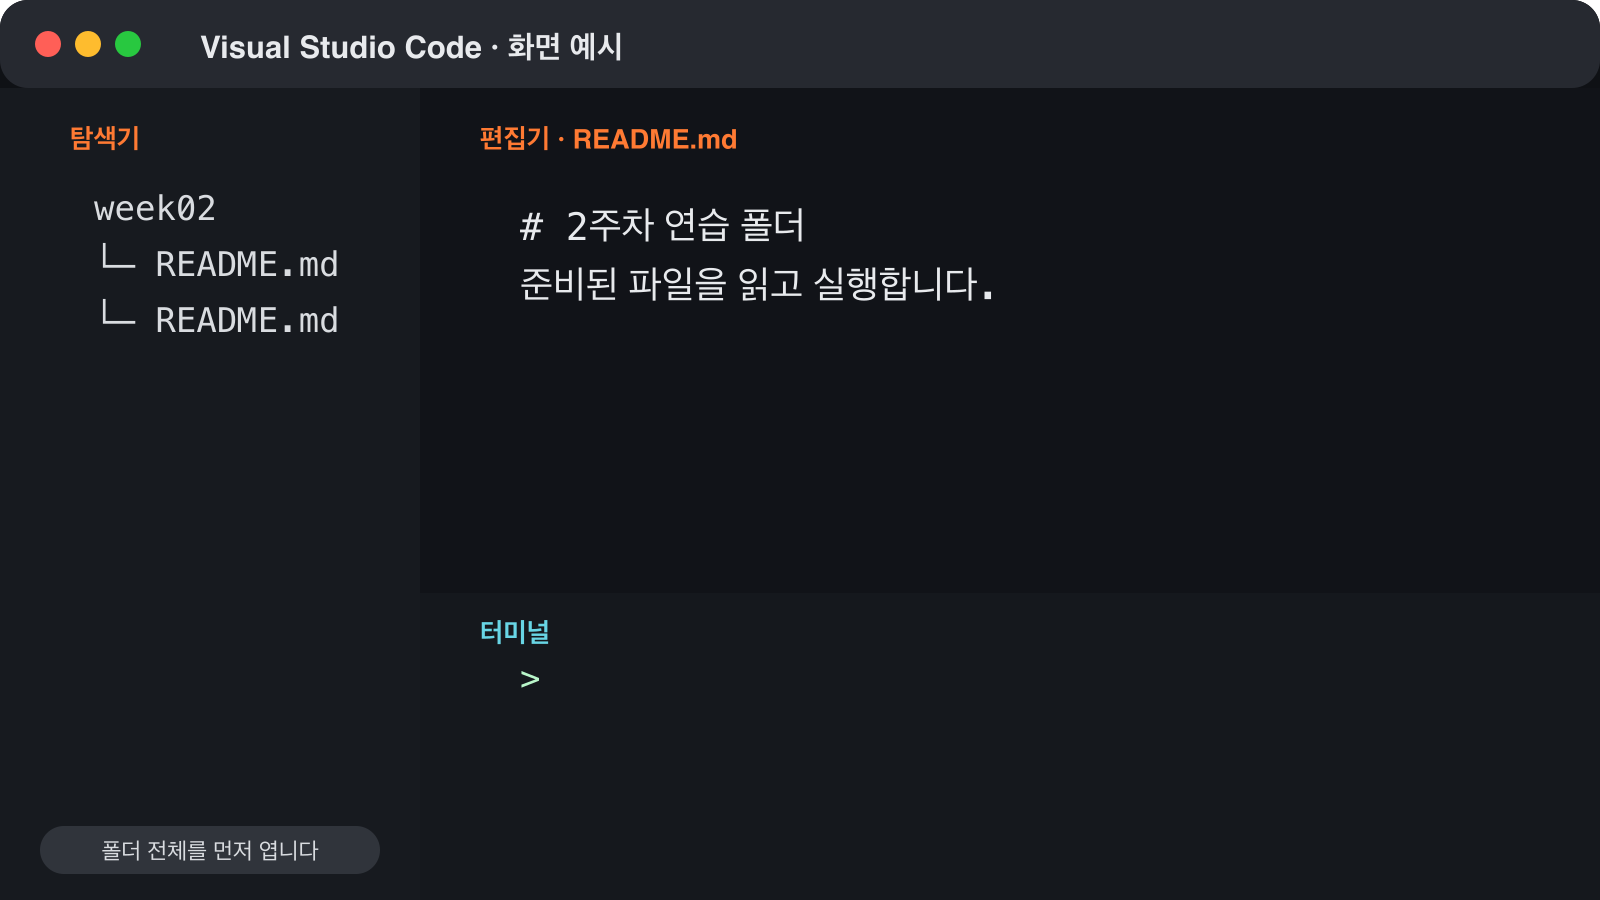 Visual Studio Code · 화면 예시
탐색기
week02
└─ README.md
└─ README.md
편집기 · README.md
# 2주차 연습 폴더
준비된 파일을 읽고 실행합니다.
터미널
>
폴더 전체를 먼저 엽니다